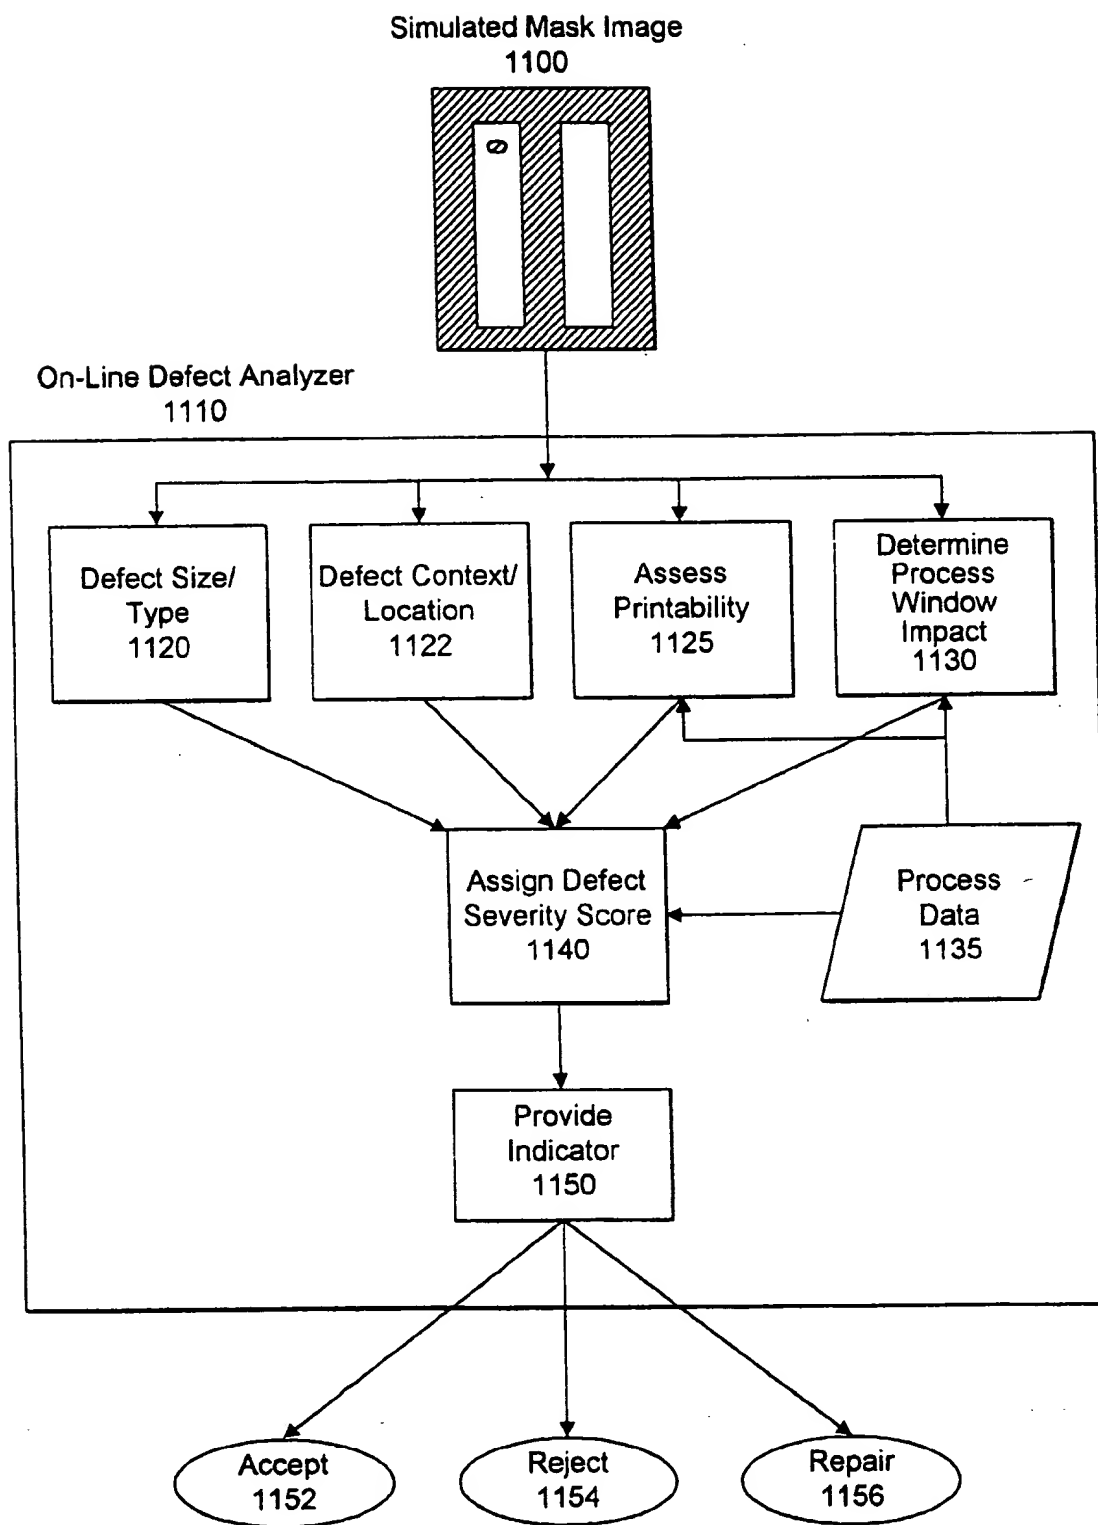 Simulated Mask Image
1100
On-Line Defect Analyzer
1110
Defect Size/
Type
1120
Defect Context/
Location
1122
Assess
Printability
1125
Determine
Process
Window
Impact
1130
Assign Defect
Severity Score
1140
Process
Data
1135
Provide
Indicator
1150
Accept
1152
Reject
1154
Repair
1156